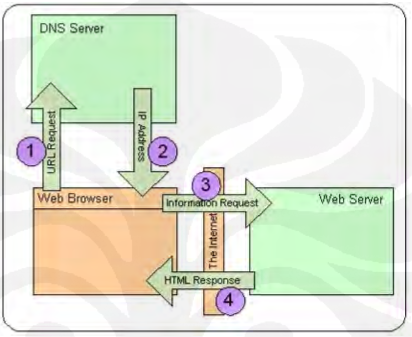 DNS Server
1
URL Request
IP Address
2
Web Browser
3
Information Request
Web Server
The Internet
HTML Response
4